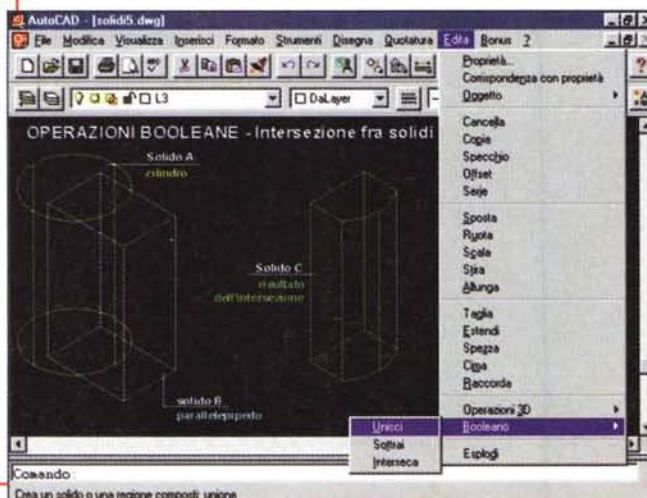 AutoCAD - [solidi5.dwg]
File Modifica Visualizza Inserisci Formato Strumenti Disegna Quotatura Edita Bonus ?
L3 DaLayer
OPERAZIONI BOOLEANE - Intersezione fra solidi
Solido A
cilindro
Solido C
risultato
dell'intersezione
solido B
parallelepipedo
Proprietà...
Corrispondenza con proprietà
Oggetto
Cancella
Copia
Specchio
Offset
Serie
Sposta
Ruota
Scala
Stira
Allunga
Taglia
Estendi
Spezza
Cima
Raccorda
Operazioni 3D
Booleano
Esplodi
Unisci
Sottrai
Interseca
Comando:
Crea un solido o una regione composti: unione